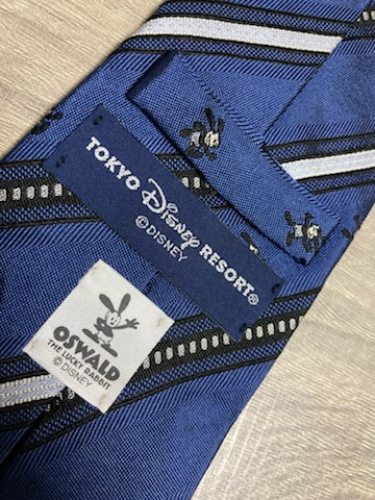 TOKYO Disney RESORT®
©DISNEY
OSWALD
THE LUCKY RABBIT
©DISNEY